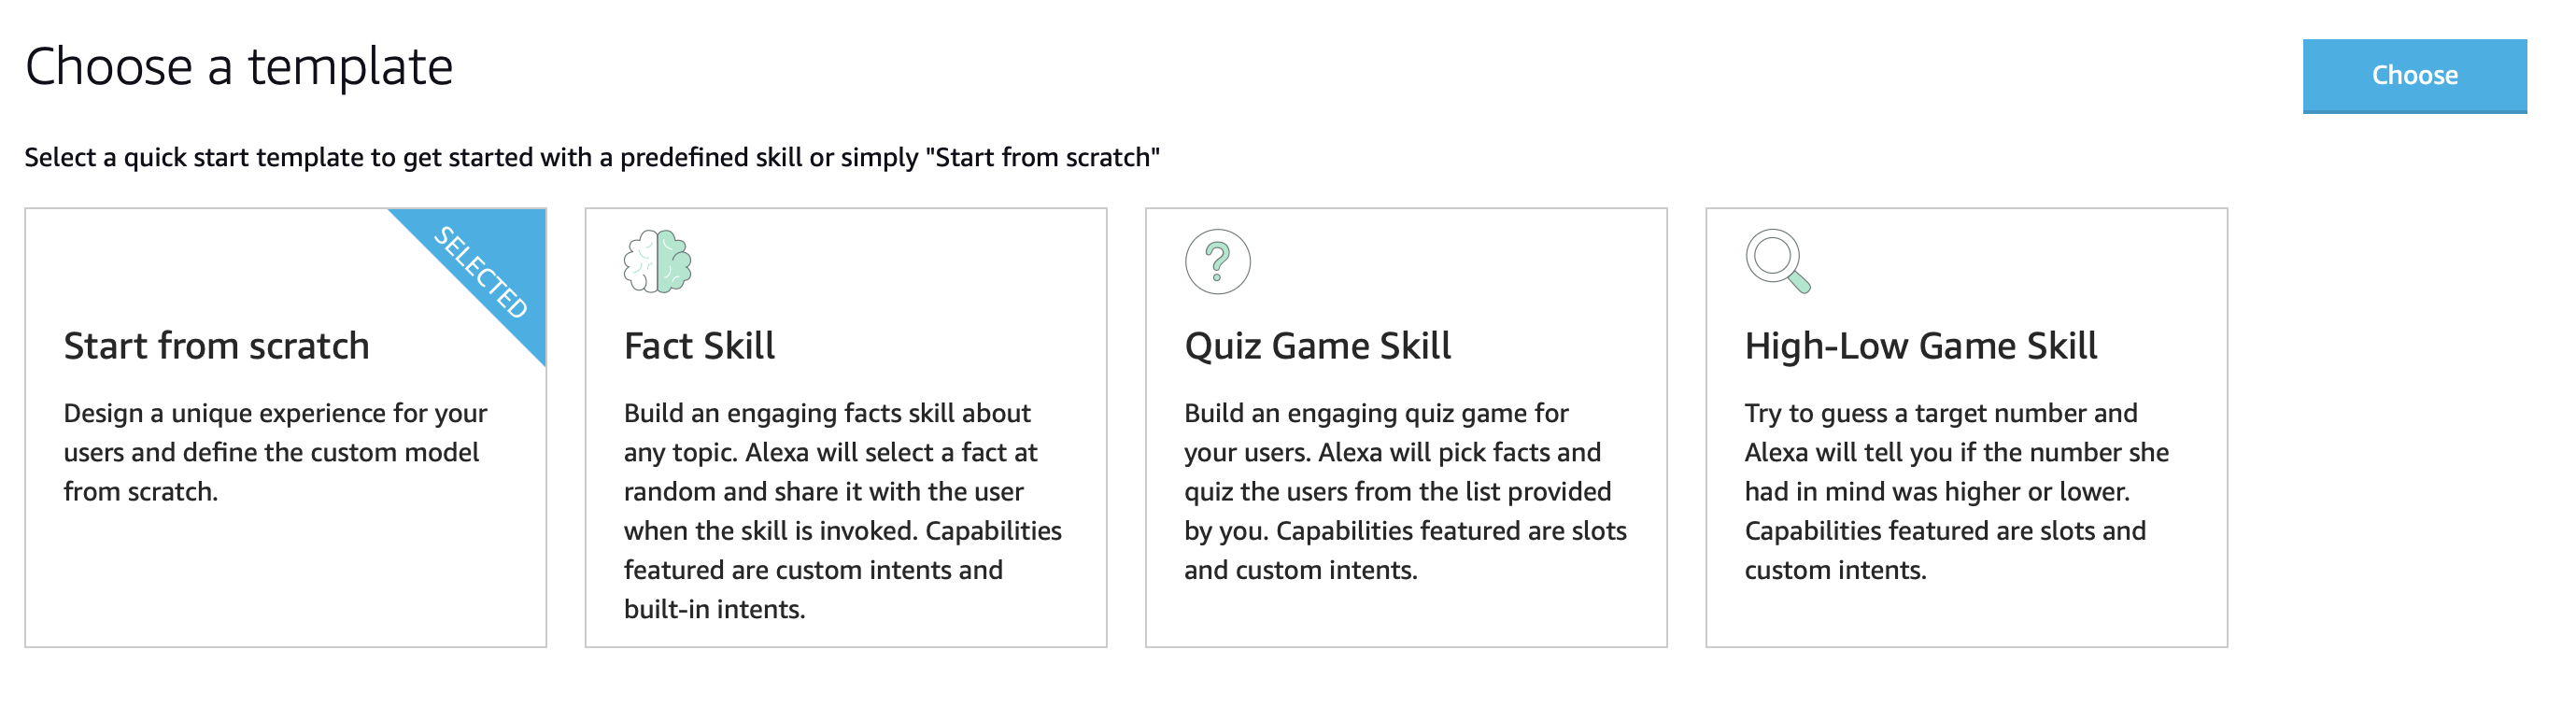 Choose a template
Choose
Select a quick start template to get started with a predefined skill or simply "Start from scratch"
SELECTED
Start from scratch
Design a unique experience for your
users and define the custom model
from scratch.
Fact Skill
Build an engaging facts skill about
any topic. Alexa will select a fact at
random and share it with the user
when the skill is invoked. Capabilities
featured are custom intents and
built-in intents.
?
Quiz Game Skill
Build an engaging quiz game for
your users. Alexa will pick facts and
quiz the users from the list provided
by you. Capabilities featured are slots
and custom intents.
High-Low Game Skill
Try to guess a target number and
Alexa will tell you if the number she
had in mind was higher or lower.
Capabilities featured are slots and
custom intents.